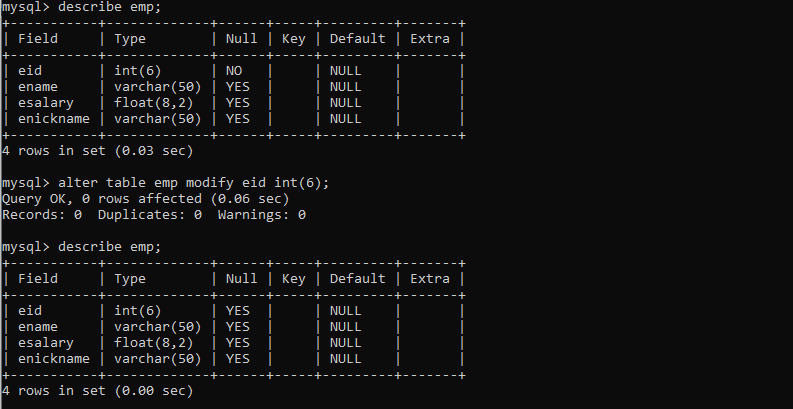 mysql> describe emp;
+-----------+-------------+------+-----+---------+-------+
| Field     | Type        | Null | Key | Default | Extra |
+-----------+-------------+------+-----+---------+-------+
| eid       | int(6)      | NO   |     | NULL    |       |
| ename     | varchar(50) | YES  |     | NULL    |       |
| esalary   | float(8,2)  | YES  |     | NULL    |       |
| enickname | varchar(50) | YES  |     | NULL    |       |
+-----------+-------------+------+-----+---------+-------+
4 rows in set (0.03 sec)
mysql> alter table emp modify eid int(6);
Query OK, 0 rows affected (0.06 sec)
Records: 0  Duplicates: 0  Warnings: 0
mysql> describe emp;
+-----------+-------------+------+-----+---------+-------+
| Field     | Type        | Null | Key | Default | Extra |
+-----------+-------------+------+-----+---------+-------+
| eid       | int(6)      | YES  |     | NULL    |       |
| ename     | varchar(50) | YES  |     | NULL    |       |
| esalary   | float(8,2)  | YES  |     | NULL    |       |
| enickname | varchar(50) | YES  |     | NULL    |       |
+-----------+-------------+------+-----+---------+-------+
4 rows in set (0.00 sec)